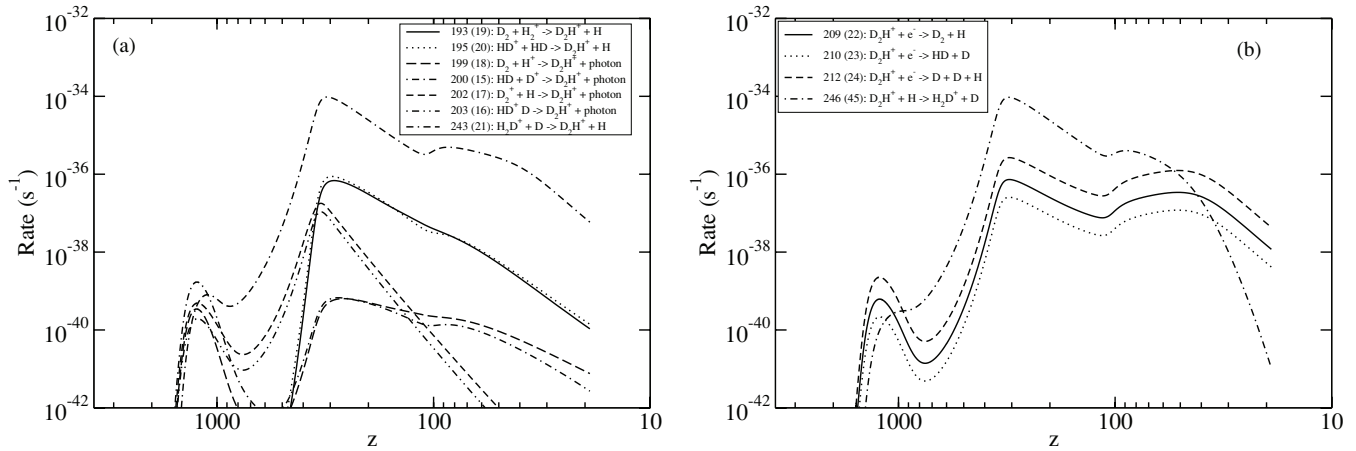 (a)
193 (19): D₂ + H₂⁺ -> D₂H⁺ + H
195 (20): HD⁺ + HD -> D₂H⁺ + H
199 (18): D₂ + H⁺ -> D₂H⁺ + photon
200 (15): HD + D⁺ -> D₂H⁺ + photon
202 (17): D₂⁺ + H -> D₂H⁺ + photon
203 (16): HD⁺ D -> D₂H⁺ + photon
243 (21): H₂D⁺ + D -> D₂H⁺ + H
Rate (s⁻¹)
10⁻³²
10⁻³⁴
10⁻³⁶
10⁻³⁸
10⁻⁴⁰
10⁻⁴²
1000 100 10
z
(b)
209 (22): D₂H⁺ + e⁻ -> D₂ + H
210 (23): D₂H⁺ + e⁻ -> HD + D
212 (24): D₂H⁺ + e⁻ -> D + D + H
246 (45): D₂H⁺ + H -> H₂D⁺ + D
Rate (s⁻¹)
10⁻³²
10⁻³⁴
10⁻³⁶
10⁻³⁸
10⁻⁴⁰
10⁻⁴²
1000 100 10
z